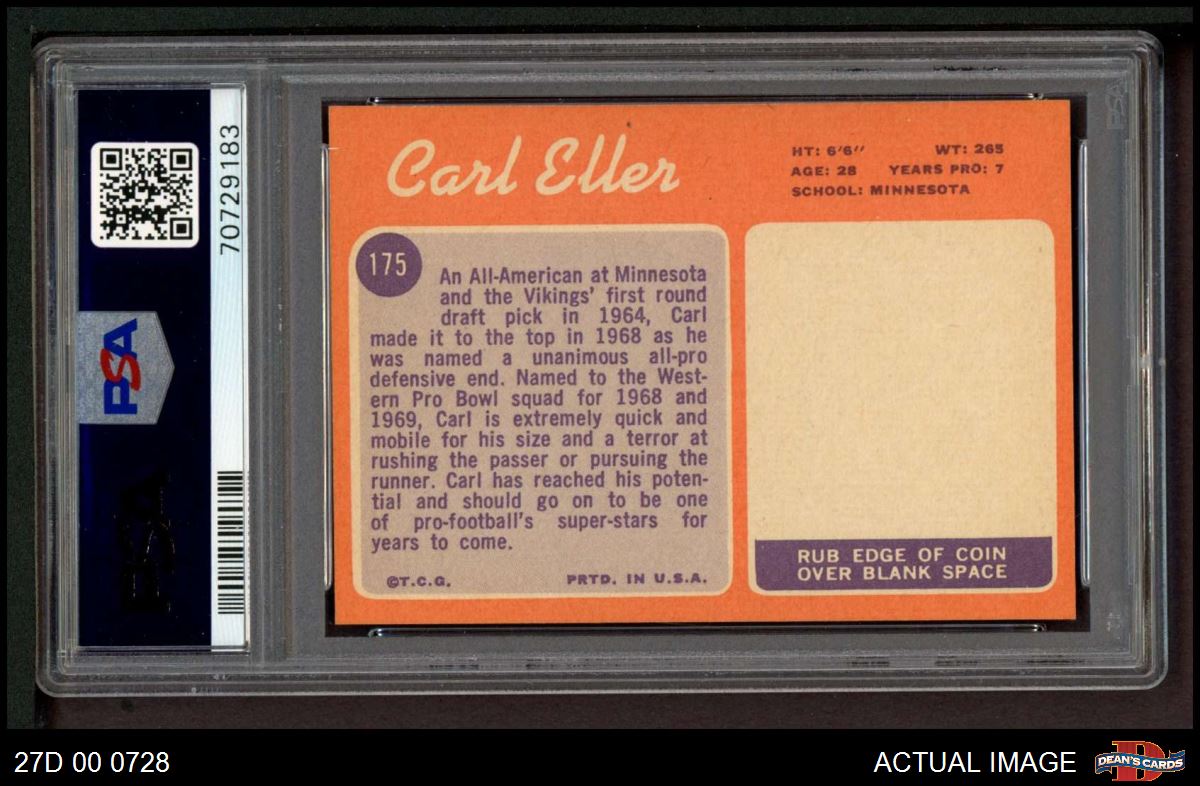 PSA
70729183
PSA
Carl Eller
HT: 6'6"
WT: 265
AGE: 28
YEARS PRO: 7
SCHOOL: MINNESOTA
175
An All-American at Minnesota
and the Vikings' first round
draft pick in 1964, Carl
made it to the top in 1968 as he
was named a unanimous all-pro
defensive end. Named to the West-
ern Pro Bowl squad for 1968 and
1969, Carl is extremely quick and
mobile for his size and a terror at
rushing the passer or pursuing the
runner. Carl has reached his poten-
tial and should go on to be one
of pro-football's super-stars for
years to come.
©T.C.G.
PRTD. IN U.S.A.
RUB EDGE OF COIN
OVER BLANK SPACE
PSA
27D 00 0728
ACTUAL IMAGE
D
DEAN'S CARDS